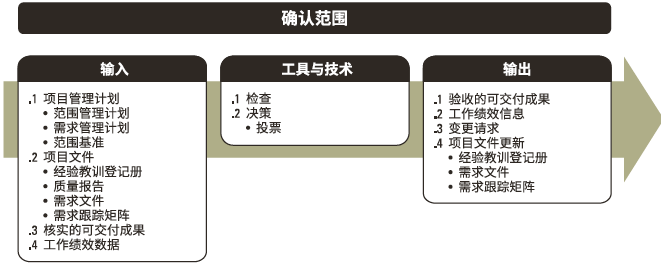 确认范围
输入
.1 项目管理计划
• 范围管理计划
• 需求管理计划
• 范围基准
.2 项目文件
• 经验教训登记册
• 质量报告
• 需求文件
• 需求跟踪矩阵
.3 核实的可交付成果
.4 工作绩效数据
工具与技术
.1 检查
.2 决策
• 投票
输出
.1 验收的可交付成果
.2 工作绩效信息
.3 变更请求
.4 项目文件更新
• 经验教训登记册
• 需求文件
• 需求跟踪矩阵